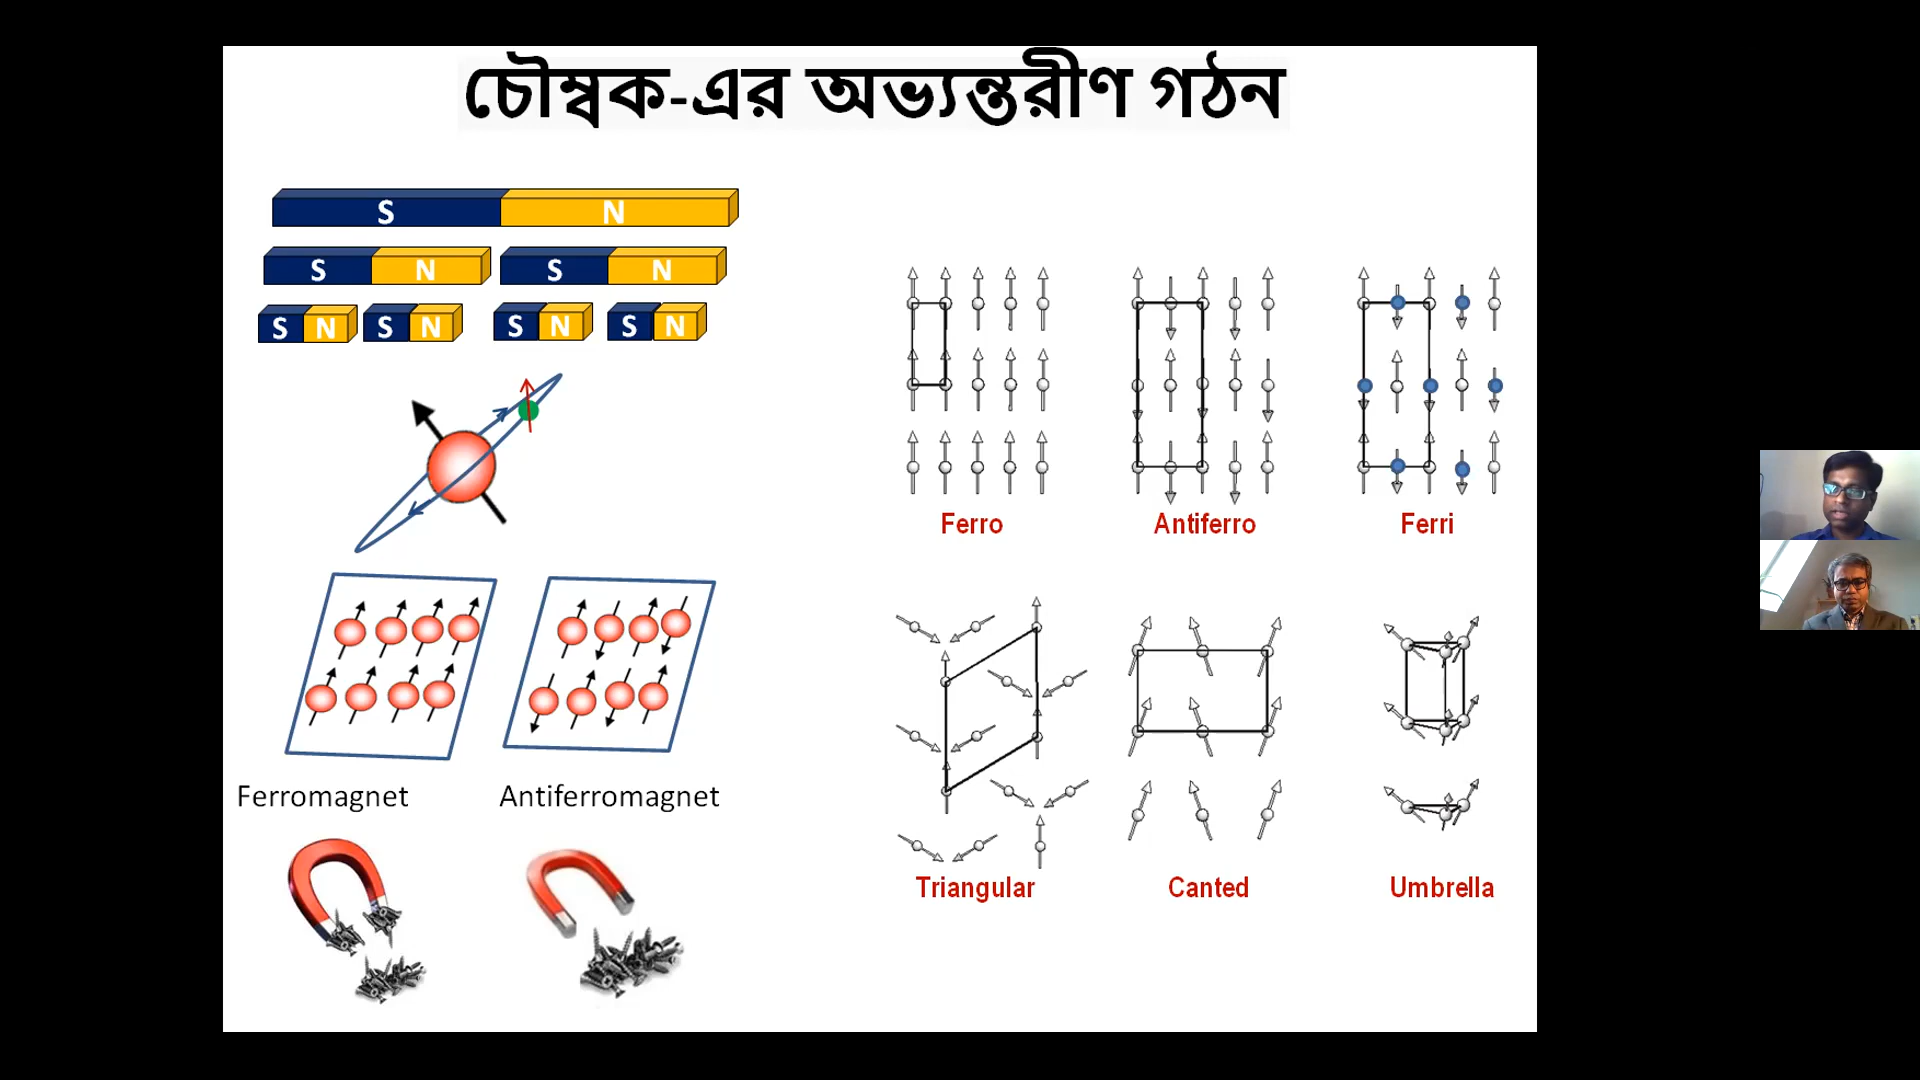 চৌম্বক-এর অভ্যন্তরীণ গঠন
S N
S N S N
S N S N S N S N
Ferromagnet Antiferromagnet
Ferro Antiferro Ferri
Triangular Canted Umbrella